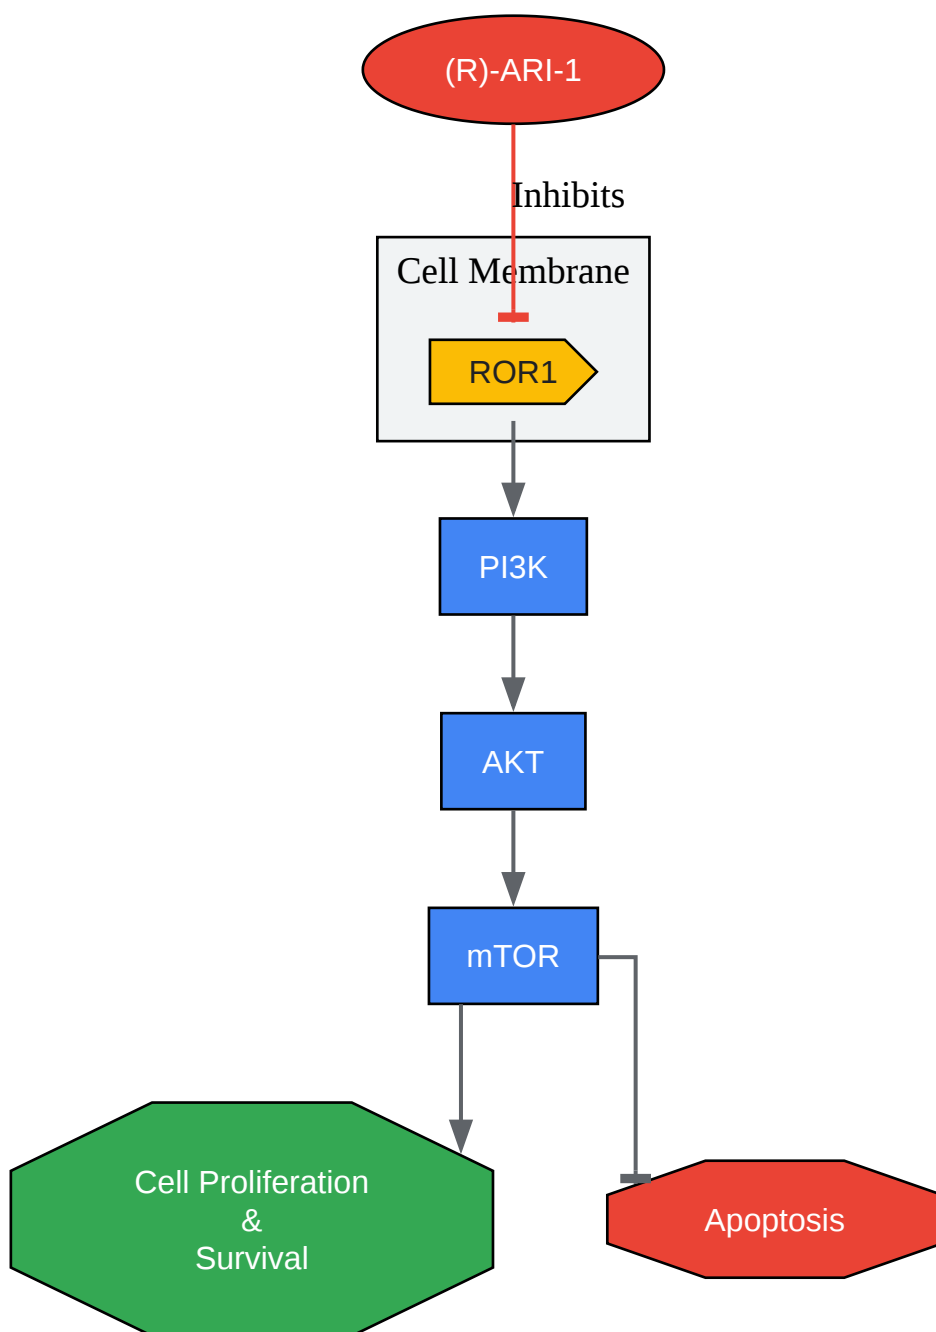 (R)-ARI-1
Inhibits
Cell Membrane
ROR1
PI3K
AKT
mTOR
Cell Proliferation
&
Survival
Apoptosis